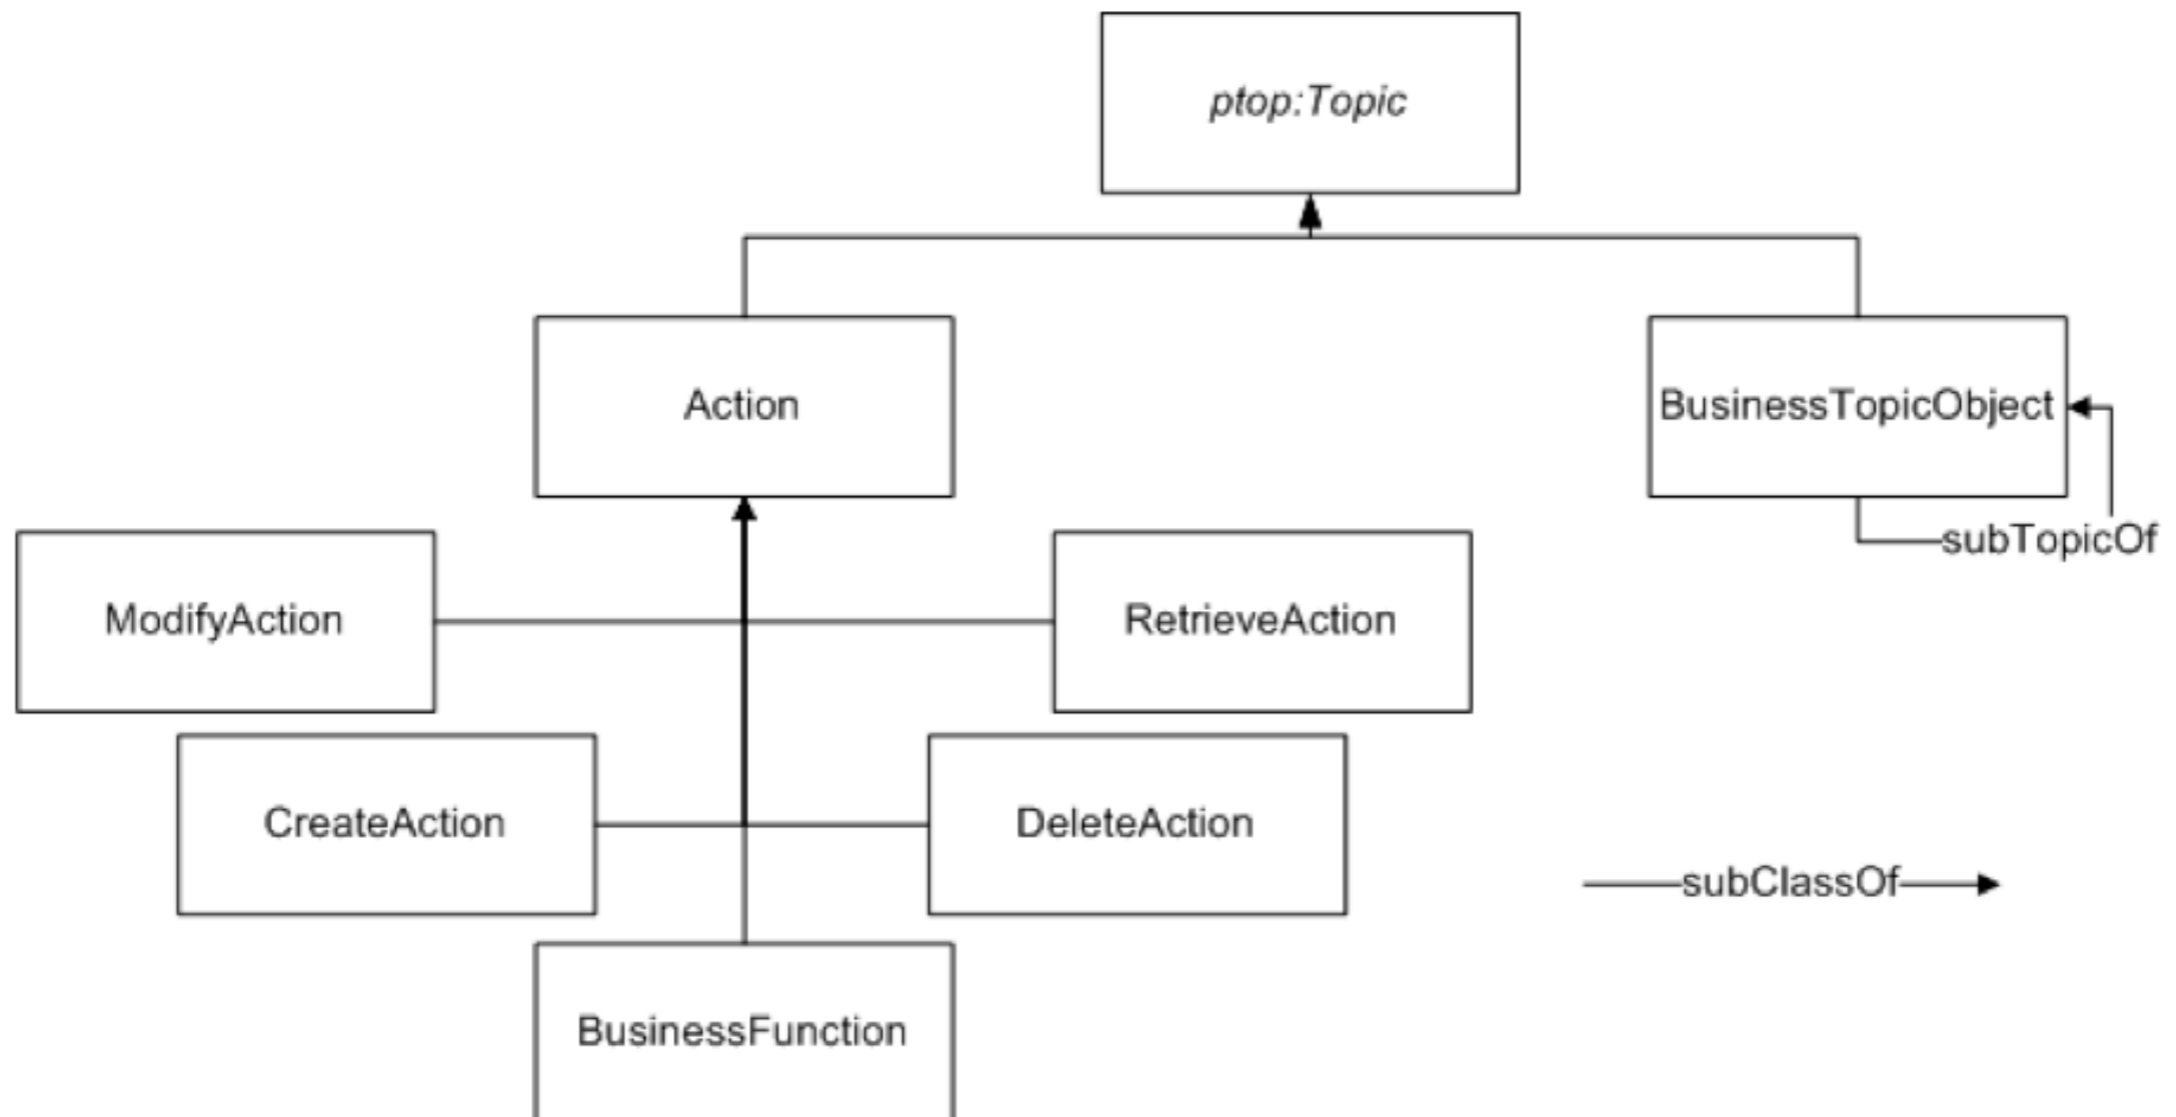 ptop:Topic
Action
BusinessTopicObject
subTopicOf
ModifyAction
RetrieveAction
CreateAction
DeleteAction
subClassOf
BusinessFunction